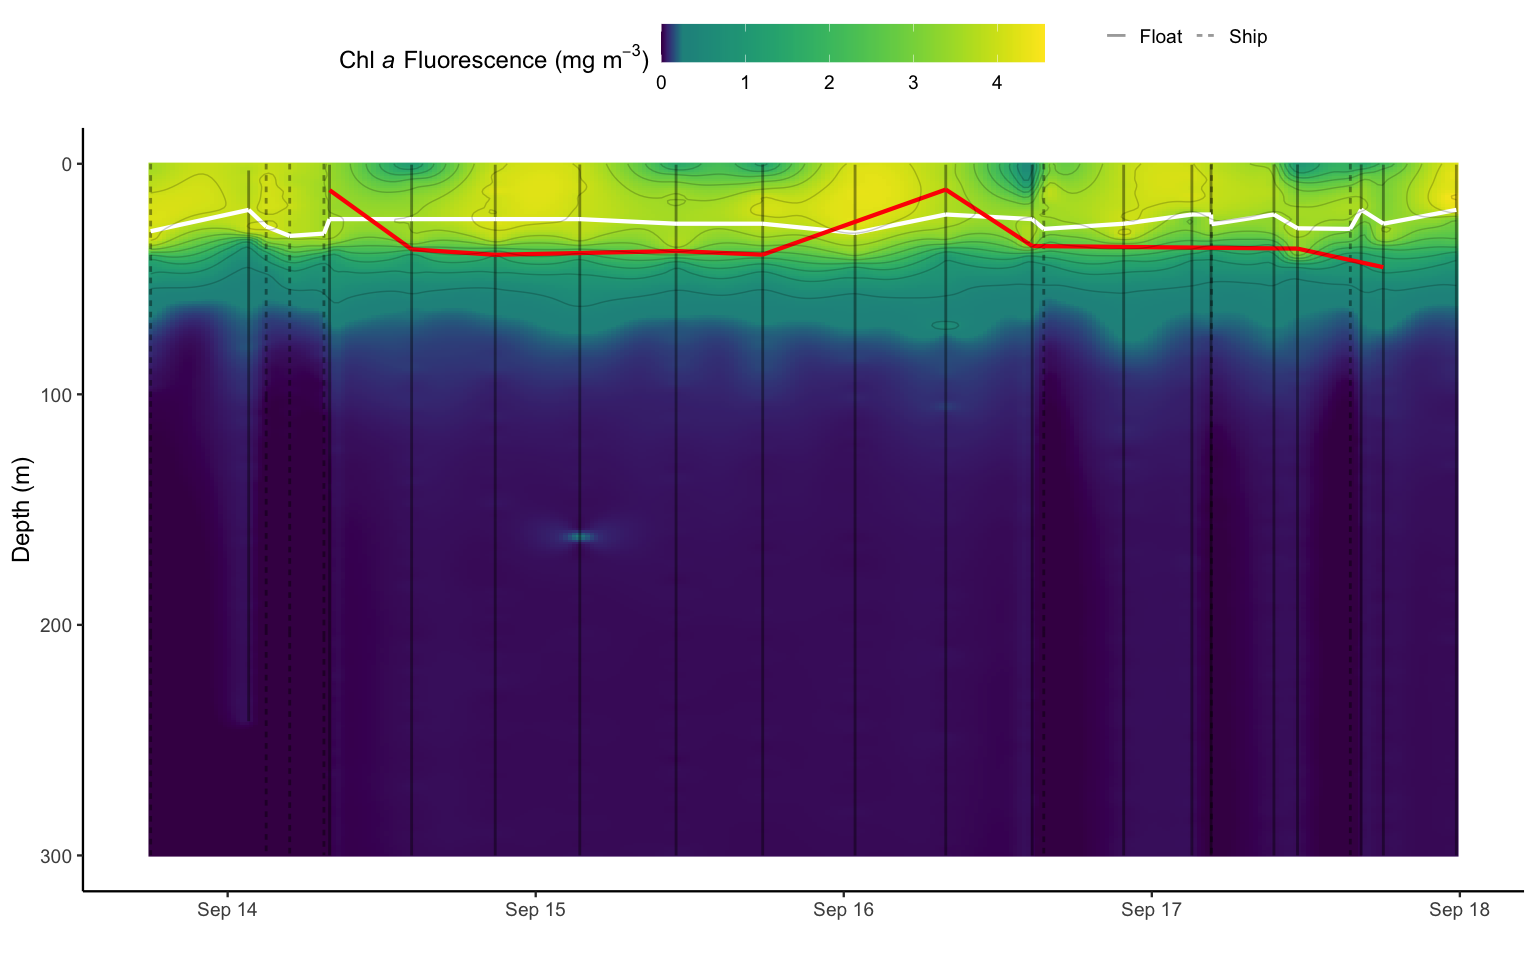 Chl a Fluorescence (mg m⁻³)
0 1 2 3 4
Float Ship
Depth (m)
0
100
200
300
Sep 14 Sep 15 Sep 16 Sep 17 Sep 18